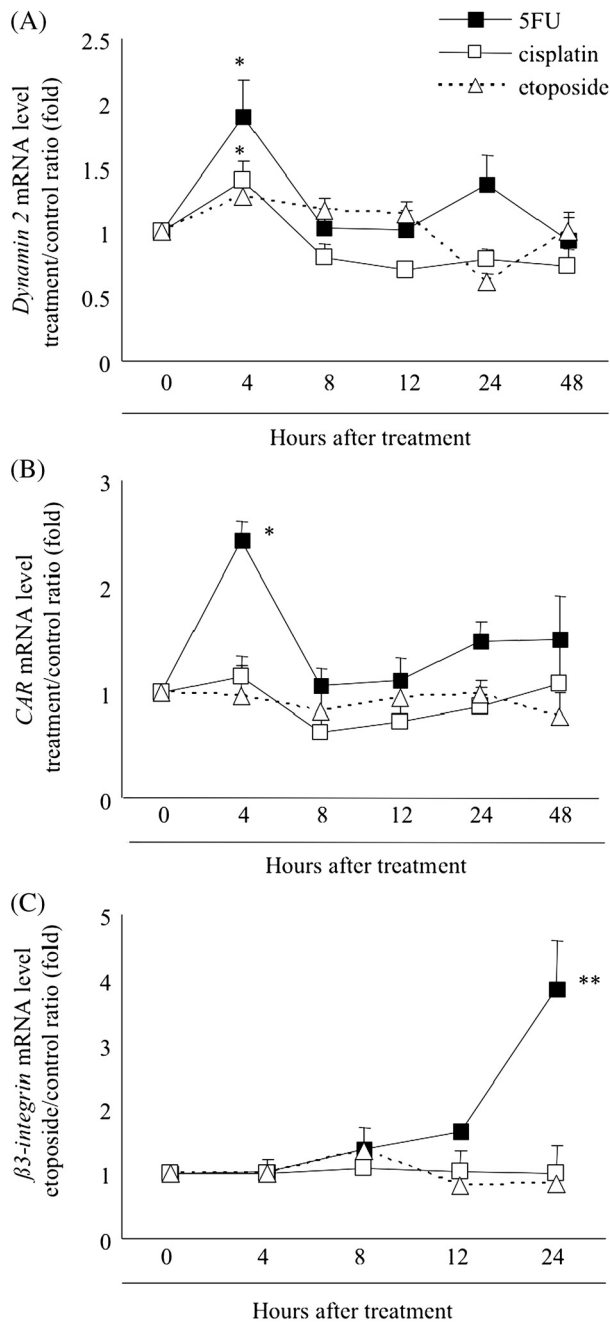 (A)
5FU
cisplatin
etoposide
Dynamin 2 mRNA level
treatment/control ratio (fold)
2.5
2
1.5
1
0.5
0
*
*
0 4 8 12 24 48
Hours after treatment
(B)
CAR mRNA level
treatment/control ratio (fold)
3
2
1
0
*
0 4 8 12 24 48
Hours after treatment
(C)
β3-integrin mRNA level
etoposide/control ratio (fold)
5
4
3
2
1
0
**
0 4 8 12 24
Hours after treatment